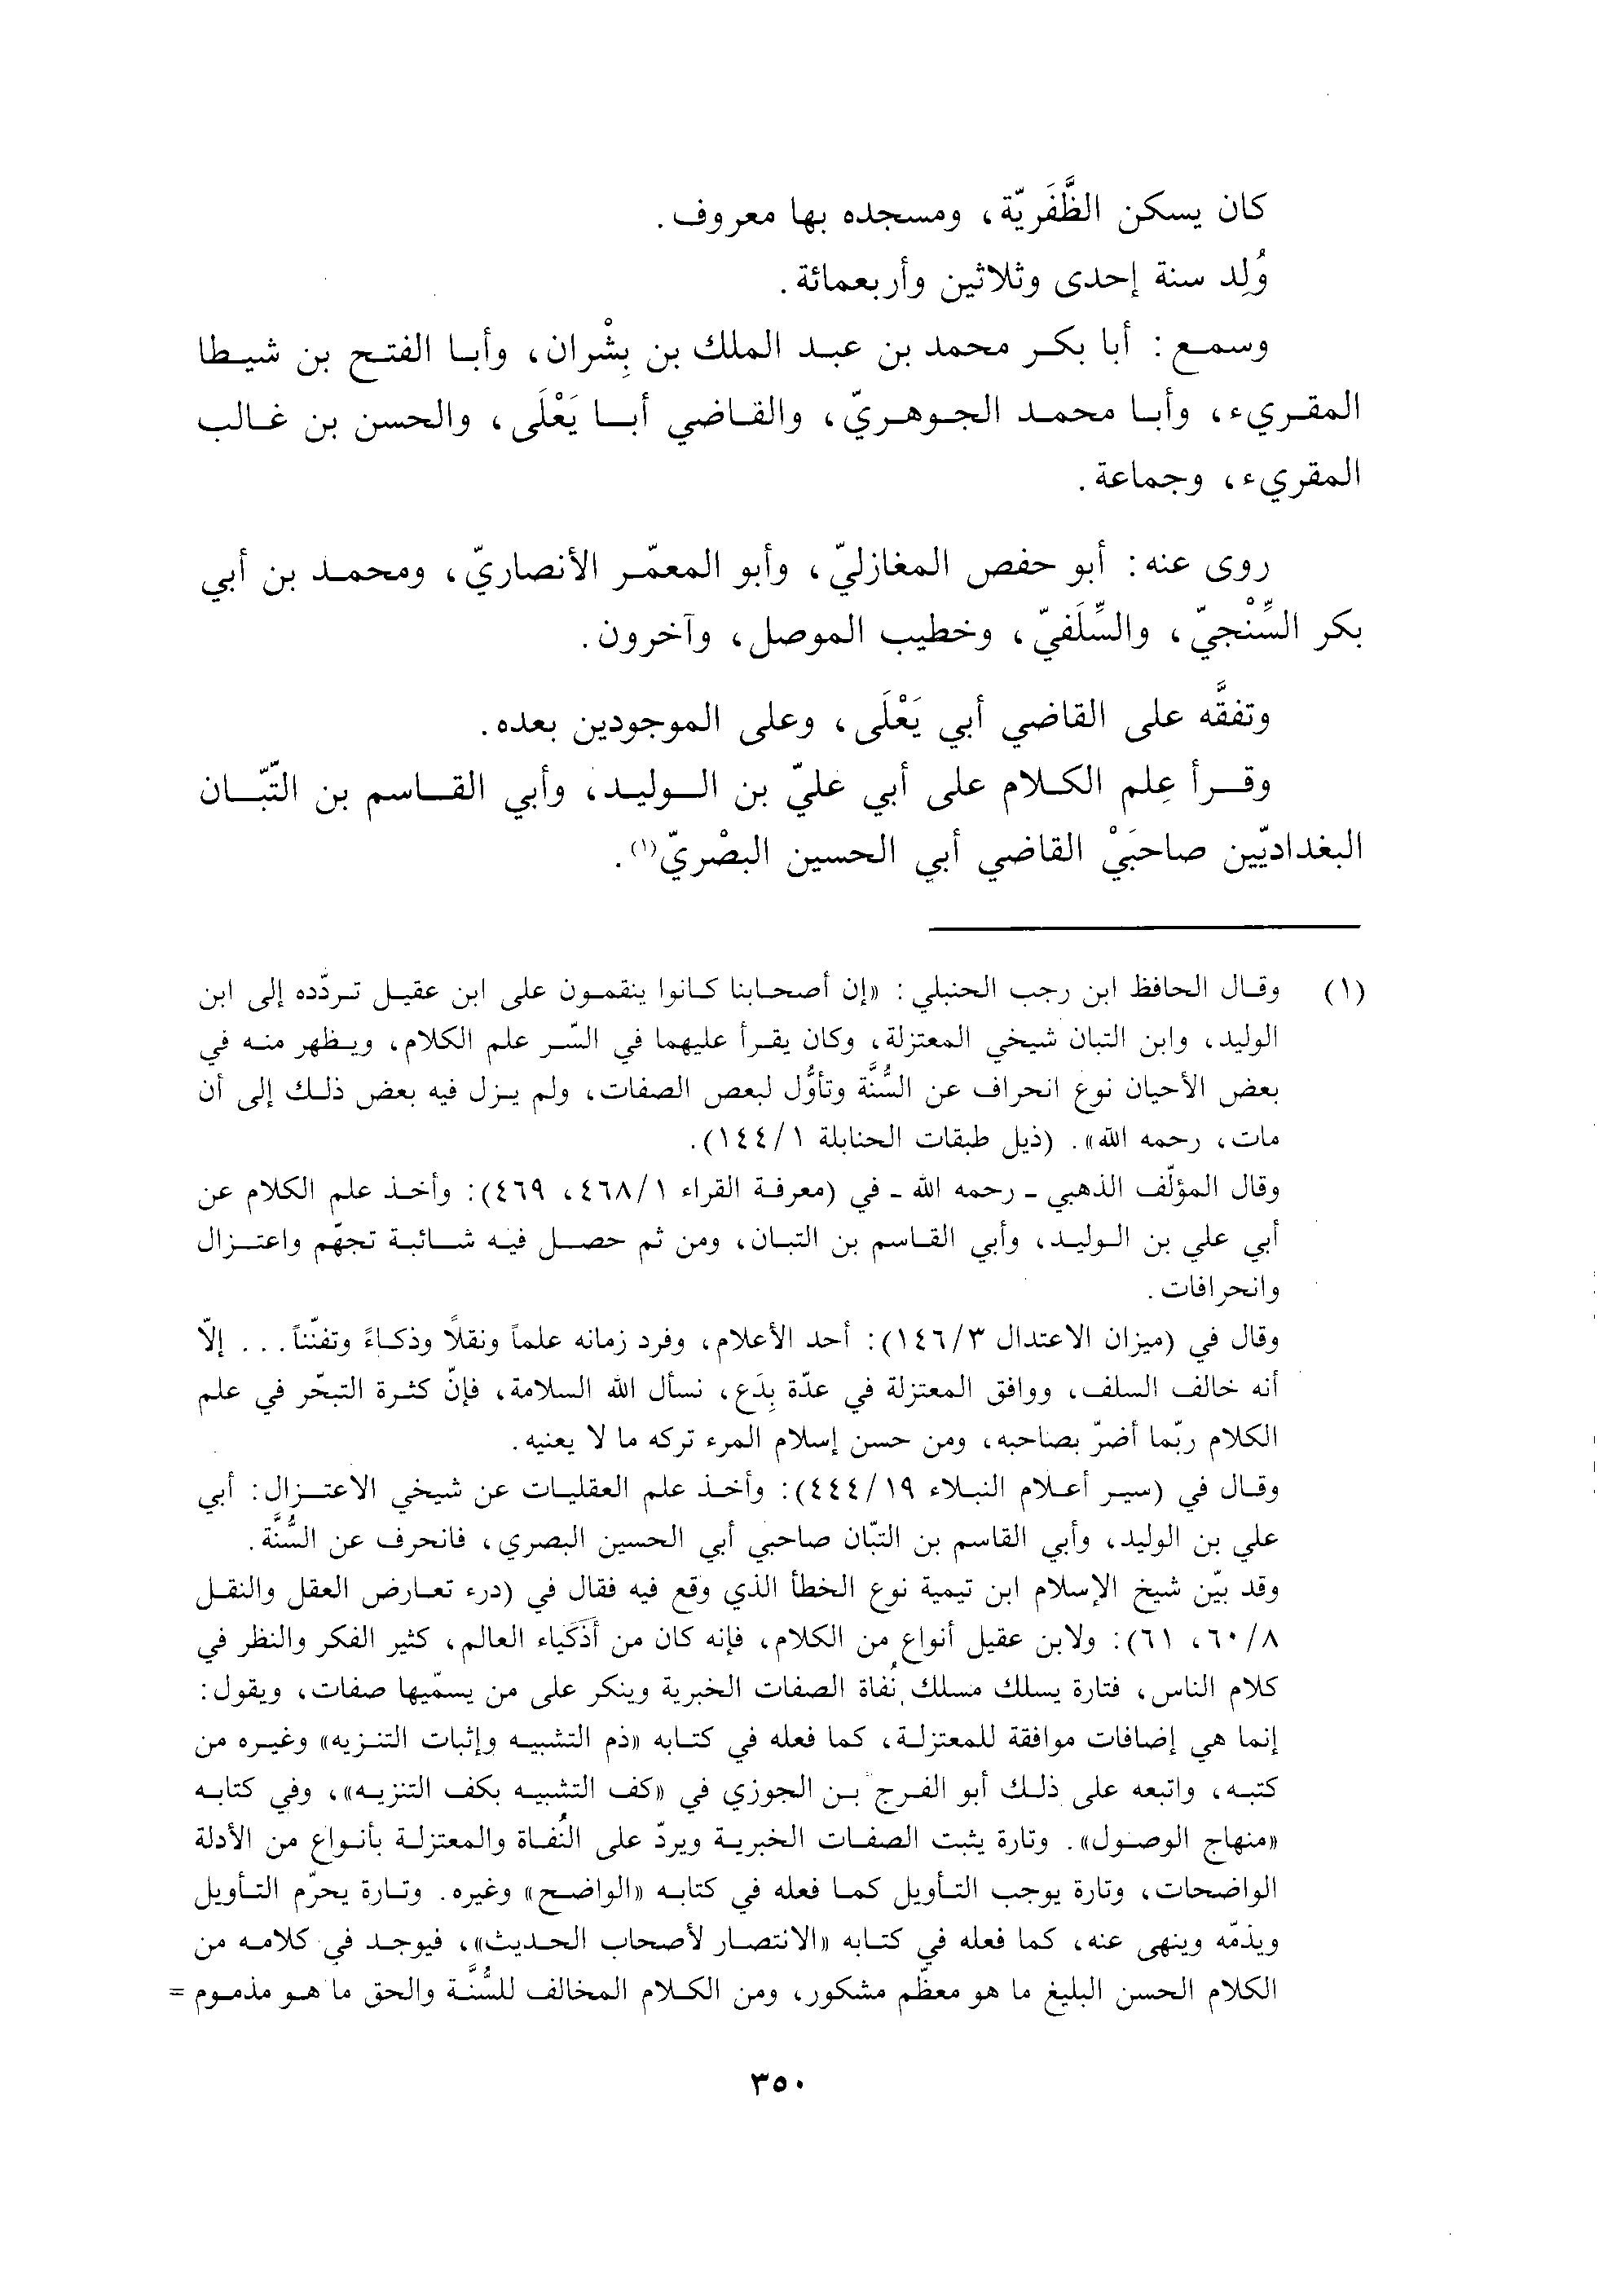 كان يسكن الظَّفَريّة، ومسجده بها معروف.
وُلِد سنة إحدى وثلاثين وأربعمائة.
وسمع: أبا بكر محمد بن عبد الملك بن بِشْران، وأبا الفتح بن شيطا
المقريء، وأبا محمد الجوهريّ، والقاضي أبا يَعْلَى، والحسن بن غالب
المقريء، وجماعة.
روى عنه: أبو حفص المغازليّ، وأبو المعمّر الأنصاريّ، ومحمد بن أبي
بكر السِّنْجيّ، والسِّلَفيّ، وخطيب الموصل، وآخرون.
وتفقَّه على القاضي أبي يَعْلَى، وعلى الموجودين بعده.
وقرأ عِلم الكلام على أبي عليّ بن الوليد، وأبي القاسم بن التّبّان
البغداديّين صاحبَيْ القاضي أبي الحسين البصْريّ(١).
(١) وقال الحافظ ابن رجب الحنبلي: «إن أصحابنا كانوا ينقمون على ابن عقيل تردّده إلى ابن
الوليد، وابن التبان شيخي المعتزلة، وكان يقرأ عليهما في السّر علم الكلام، ويظهر منه في
بعض الأحيان نوع انحراف عن السُّنَّة وتأوُّل لبعص الصفات، ولم يزل فيه بعض ذلك إلى أن
مات، رحمه الله». (ذيل طبقات الحنابلة ١/١٤٤).
وقال المؤلّف الذهبي ـ رحمه الله ـ في (معرفة القراء ١/٤٦٨، ٤٦٩): وأخذ علم الكلام عن
أبي علي بن الوليد، وأبي القاسم بن التبان، ومن ثم حصل فيه شائبة تجهّم واعتزال
وانحرافات.
وقال في (ميزان الاعتدال ٣/١٤٦): أحد الأعلام، وفرد زمانه علماً ونقلاً وذكاءً وتفنّناً... إلّا
أنه خالف السلف، ووافق المعتزلة في عدّة بِدَع، نسأل الله السلامة، فإنّ كثرة التبحّر في علم
الكلام ربّما أضرّ بصاحبه، ومن حسن إسلام المرء تركه ما لا يعنيه.
وقال في (سير أعلام النبلاء ١٩/٤٤٤): وأخذ علم العقليات عن شيخي الاعتزال: أبي
علي بن الوليد، وأبي القاسم بن التبّان صاحبي أبي الحسين البصري، فانحرف عن السُّنَّة.
وقد بيّن شيخ الإسلام ابن تيمية نوع الخطأ الذي وقع فيه فقال في (درء تعارض العقل والنقل
٨/٦٠، ٦١): ولابن عقيل أنواع من الكلام، فإنه كان من أذكَياء العالم، كثير الفكر والنظر في
كلام الناس، فتارة يسلك مسلك نُفاة الصفات الخبرية وينكر على من يسمّيها صفات، ويقول:
إنما هي إضافات موافقة للمعتزلة، كما فعله في كتابه «ذم التشبيه وإثبات التنزيه» وغيره من
كتبه، واتبعه على ذلك أبو الفرج بن الجوزي في «كف التشبيه بكف التنزيه»، وفي كتابه
«منهاج الوصول». وتارة يثبت الصفات الخبرية ويردّ على النُفاة والمعتزلة بأنواع من الأدلة
الواضحات، وتارة يوجب التأويل كما فعله في كتابه «الواضح» وغيره. وتارة يحرّم التأويل
ويذمّه وينهى عنه، كما فعله في كتابه «الانتصار لأصحاب الحديث»، فيوجد في كلامه من
الكلام الحسن البليغ ما هو معظّم مشكور، ومن الكلام المخالف للسُّنَّة والحق ما هو مذموم =
٣٥٠